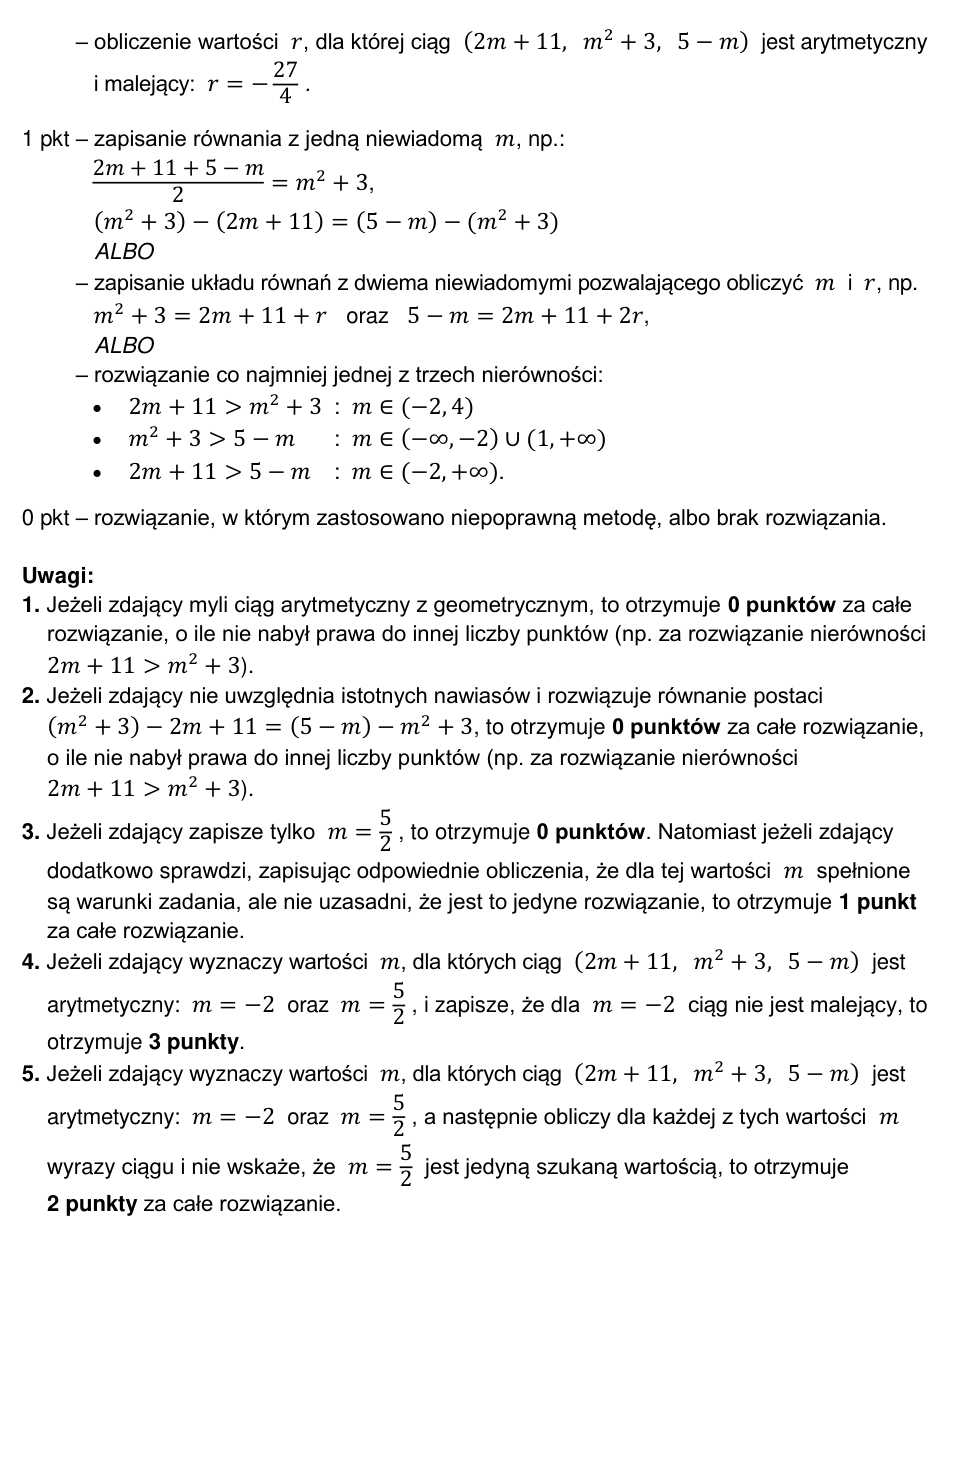 – obliczenie wartości r, dla której ciąg (2m + 11, m² + 3, 5 − m) jest arytmetyczny
i malejący: r = −27/4 .
1 pkt – zapisanie równania z jedną niewiadomą m, np.:
(2m + 11 + 5 − m)/2 = m² + 3,
(m² + 3) − (2m + 11) = (5 − m) − (m² + 3)
ALBO
– zapisanie układu równań z dwiema niewiadomymi pozwalającego obliczyć m i r, np.
m² + 3 = 2m + 11 + r oraz 5 − m = 2m + 11 + 2r,
ALBO
– rozwiązanie co najmniej jednej z trzech nierówności:
• 2m + 11 > m² + 3 : m ∈ (−2, 4)
• m² + 3 > 5 − m : m ∈ (−∞, −2) ∪ (1, +∞)
• 2m + 11 > 5 − m : m ∈ (−2, +∞).
0 pkt – rozwiązanie, w którym zastosowano niepoprawną metodę, albo brak rozwiązania.
Uwagi:
1. Jeżeli zdający myli ciąg arytmetyczny z geometrycznym, to otrzymuje 0 punktów za całe
rozwiązanie, o ile nie nabył prawa do innej liczby punktów (np. za rozwiązanie nierówności
2m + 11 > m² + 3).
2. Jeżeli zdający nie uwzględnia istotnych nawiasów i rozwiązuje równanie postaci
(m² + 3) − 2m + 11 = (5 − m) − m² + 3, to otrzymuje 0 punktów za całe rozwiązanie,
o ile nie nabył prawa do innej liczby punktów (np. za rozwiązanie nierówności
2m + 11 > m² + 3).
3. Jeżeli zdający zapisze tylko m = 5/2 , to otrzymuje 0 punktów. Natomiast jeżeli zdający
dodatkowo sprawdzi, zapisując odpowiednie obliczenia, że dla tej wartości m spełnione
są warunki zadania, ale nie uzasadni, że jest to jedyne rozwiązanie, to otrzymuje 1 punkt
za całe rozwiązanie.
4. Jeżeli zdający wyznaczy wartości m, dla których ciąg (2m + 11, m² + 3, 5 − m) jest
arytmetyczny: m = −2 oraz m = 5/2 , i zapisze, że dla m = −2 ciąg nie jest malejący, to
otrzymuje 3 punkty.
5. Jeżeli zdający wyznaczy wartości m, dla których ciąg (2m + 11, m² + 3, 5 − m) jest
arytmetyczny: m = −2 oraz m = 5/2 , a następnie obliczy dla każdej z tych wartości m
wyrazy ciągu i nie wskaże, że m = 5/2 jest jedyną szukaną wartością, to otrzymuje
2 punkty za całe rozwiązanie.